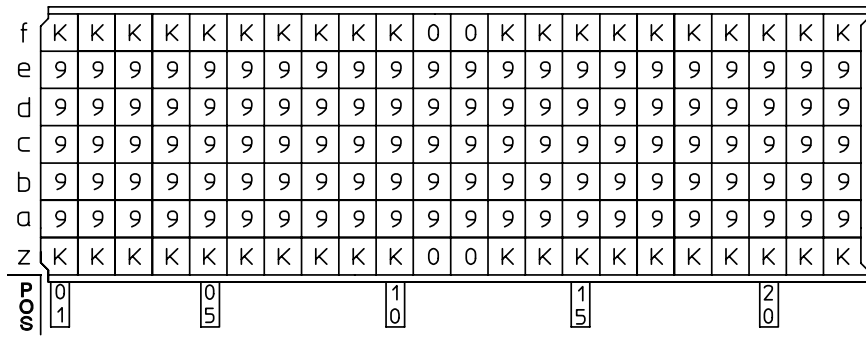 f K K K K K K K K K K 0 0 K K K K K K K K K K
e 9 9 9 9 9 9 9 9 9 9 9 9 9 9 9 9 9 9 9 9 9 9
d 9 9 9 9 9 9 9 9 9 9 9 9 9 9 9 9 9 9 9 9 9 9
c 9 9 9 9 9 9 9 9 9 9 9 9 9 9 9 9 9 9 9 9 9 9
b 9 9 9 9 9 9 9 9 9 9 9 9 9 9 9 9 9 9 9 9 9 9
a 9 9 9 9 9 9 9 9 9 9 9 9 9 9 9 9 9 9 9 9 9 9
z K K K K K K K K K K 0 0 K K K K K K K K K K
POS 01 05 10 15 20